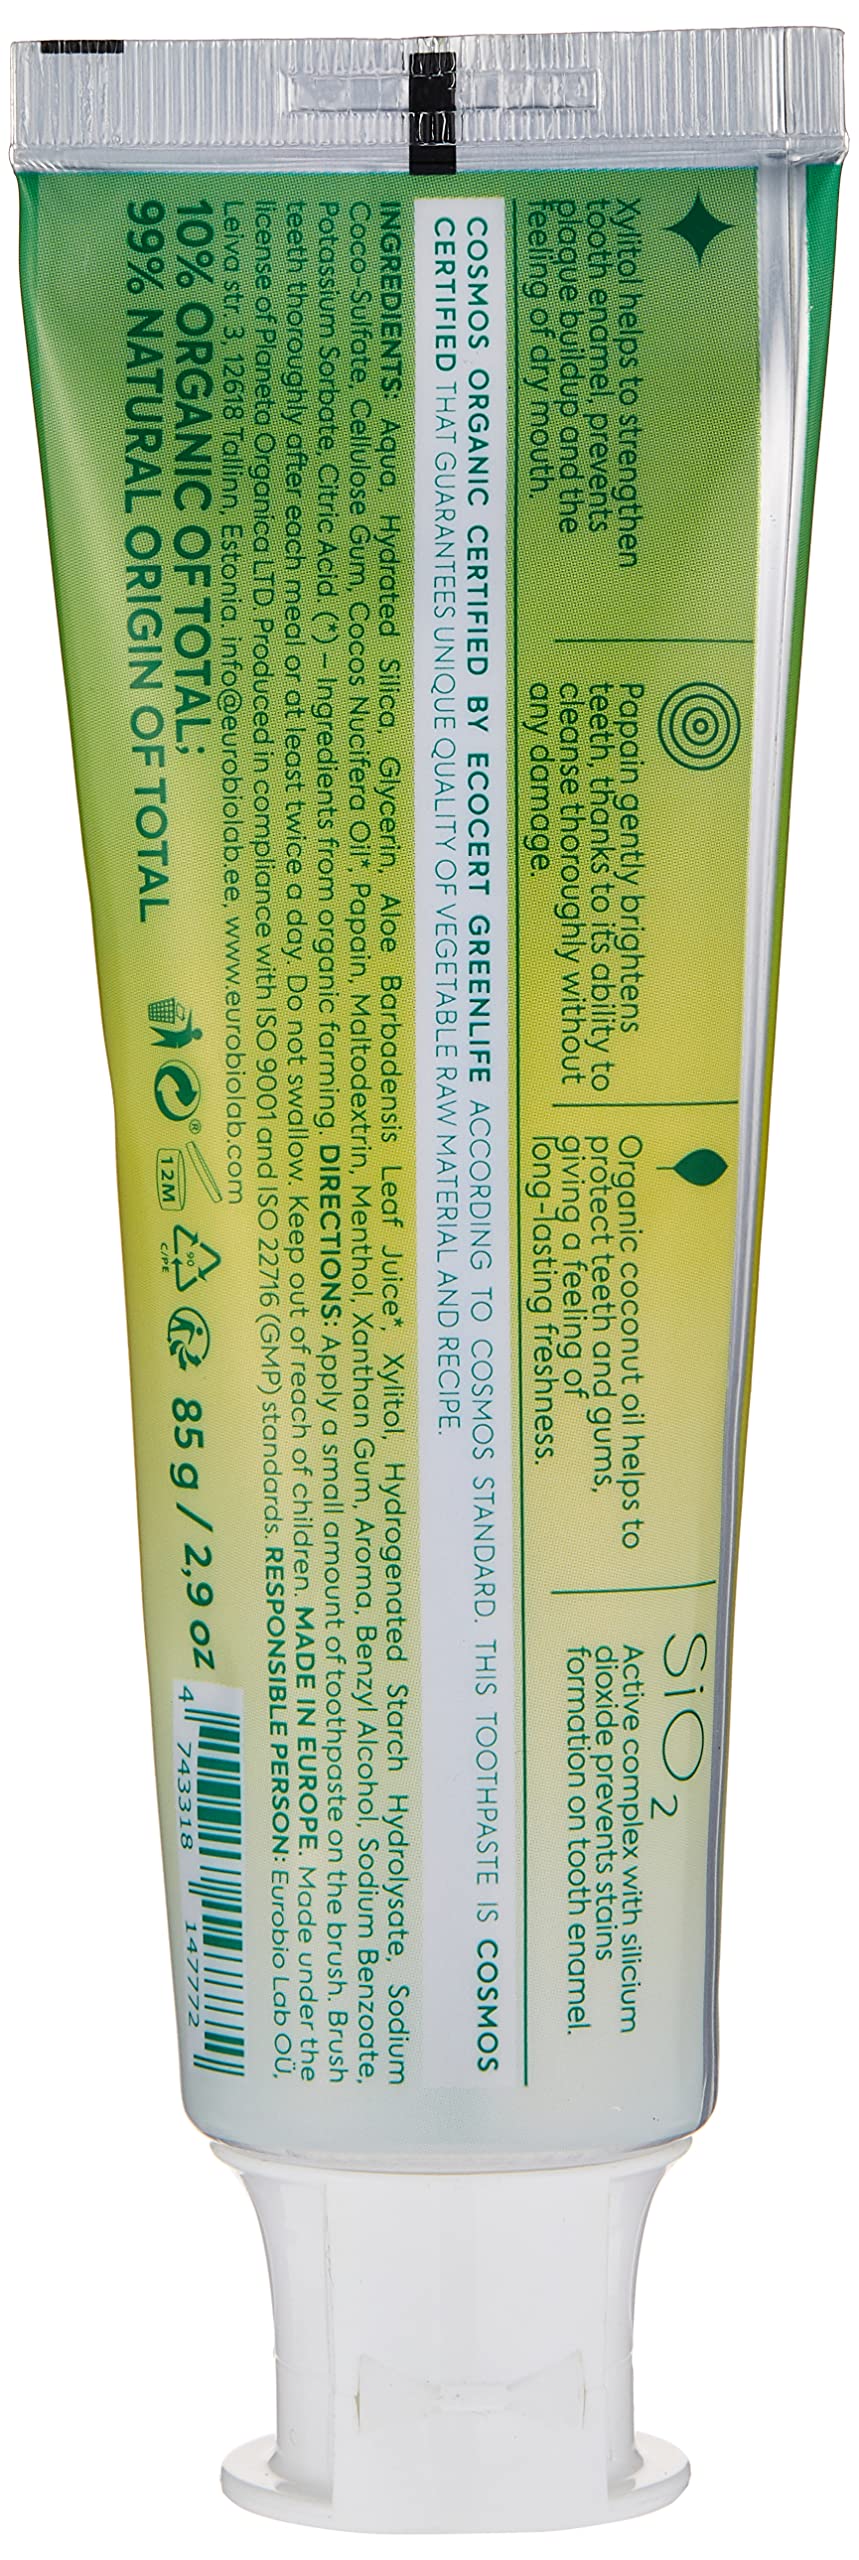 Xylitol helps to strengthen
tooth enamel, prevents
plaque buildup and the
feeling of dry mouth.
Papain gently brightens
teeth, thanks to its ability to
cleanse thoroughly without
any damage.
Organic coconut oil helps to
protect teeth and gums,
giving a feeling of
long-lasting freshness.
SiO2
Active complex with silicium
dioxide prevents stains
formation on tooth enamel.
COSMOS ORGANIC CERTIFIED BY ECOCERT GREENLIFE ACCORDING TO COSMOS STANDARD. THIS TOOTHPASTE IS COSMOS
CERTIFIED THAT GUARANTEES UNIQUE QUALITY OF VEGETABLE RAW MATERIAL AND RECIPE.
INGREDIENTS: Aqua, Hydrated Silica, Glycerin, Aloe Barbadensis Leaf Juice*, Xylitol, Hydrogenated Starch Hydrolysate, Sodium
Coco-Sulfate, Cellulose Gum, Cocos Nucifera Oil*, Papain, Maltodextrin, Menthol, Xanthan Gum, Aroma, Benzyl Alcohol, Sodium Benzoate,
Potassium Sorbate, Citric Acid. (*) – Ingredients from organic farming. DIRECTIONS: Apply a small amount of toothpaste on the brush. Brush
teeth thoroughly after each meal or at least twice a day. Do not swallow. Keep out of reach of children. MADE IN EUROPE. Made under the
license of Planeta Organica LTD. Produced in compliance with ISO 9001 and ISO 22716 (GMP) standards. RESPONSIBLE PERSON: Eurobio Lab OÜ,
Leiva str. 3, 12618 Tallinn, Estonia. info@eurobiolab.ee, www.eurobiolab.com
10% ORGANIC OF TOTAL;
99% NATURAL ORIGIN OF TOTAL
®
12M
90
C/PE
85 g / 2,9 oz
4 743318 147772